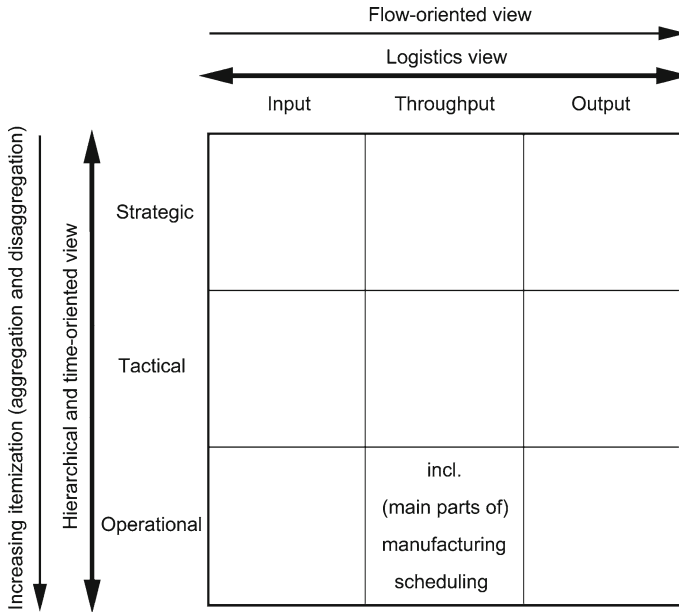 Flow-oriented view
Logistics view
Input Throughput Output
Increasing itemization (aggregation and disaggregation)
Hierarchical and time-oriented view
Strategic
Tactical
Operational
incl.
(main parts of)
manufacturing
scheduling